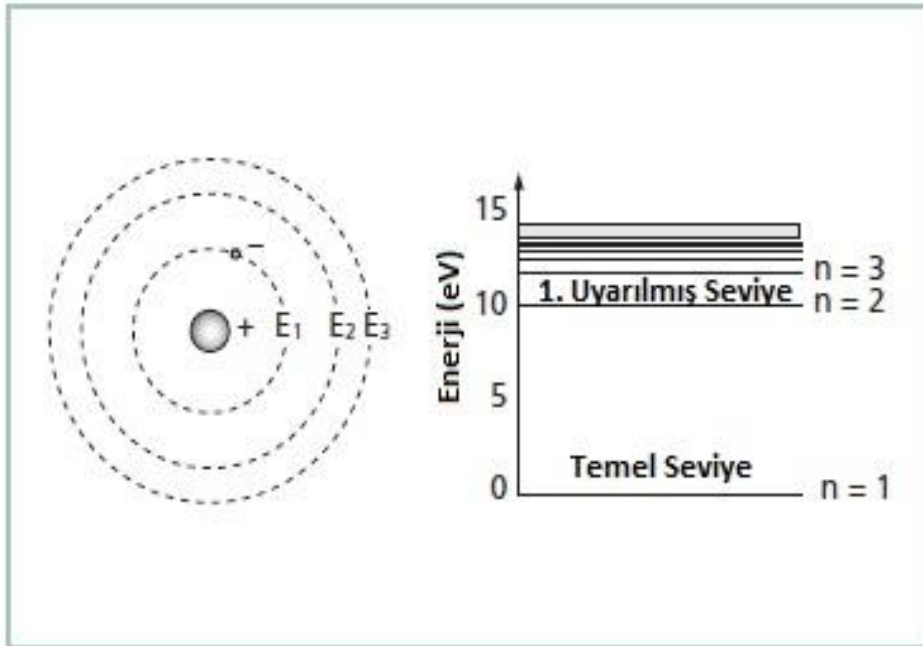 + E₁ E₂ E₃
−
Enerji (eV)
15
10
5
0
n = 3
1. Uyarılmış Seviye
n = 2
Temel Seviye
n = 1